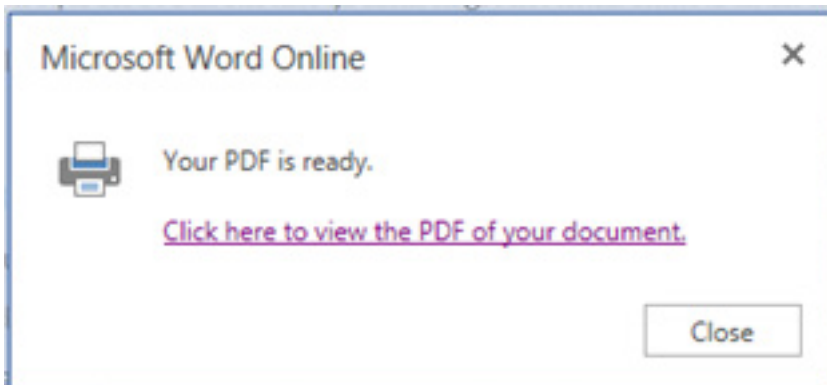 Microsoft Word Online
Your PDF is ready.
Click here to view the PDF of your document.
Close